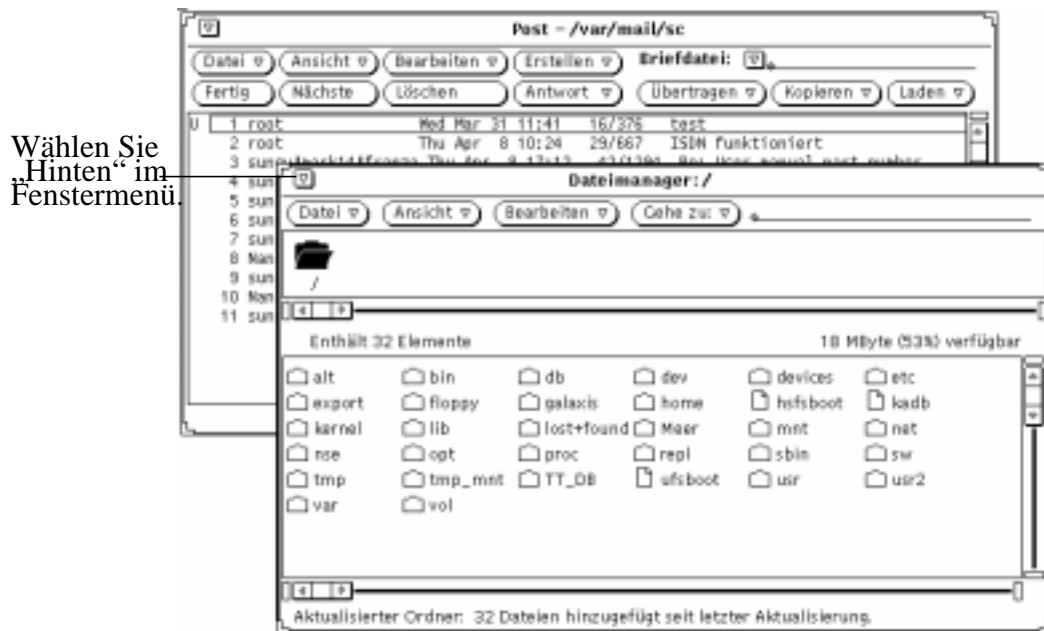 Post - /var/mail/sc
Datei Ansicht Bearbeiten Erstellen Briefdatei:
Fertig Nächste Löschen Antwort Übertragen Kopieren Laden
U 1 root Wed Mar 31 11:41 16/376 test
2 root Thu Apr 8 10:24 29/667 ISDN funktioniert
3 Thu Apr 8 17:12
Wählen Sie
„Hinten“ im
Fenstermenü.
4 sun
5 sun
6 sun
7 sun
8 Nan
9 sun
10 Nan
11 sun
Dateimanager:/
Datei Ansicht Bearbeiten Gehe zu:
/
Enthält 32 Elemente 18 MByte (53%) verfügbar
alt bin db dev devices etc
export floppy galaxis home hsfsboot kadb
kernel lib lost+found Meer mnt net
nse opt proc repl sbin sw
tmp tmp_mnt TT_DB ufsboot usr usr2
var vol
Aktualisierter Ordner: 32 Dateien hinzugefügt seit letzter Aktualisierung.